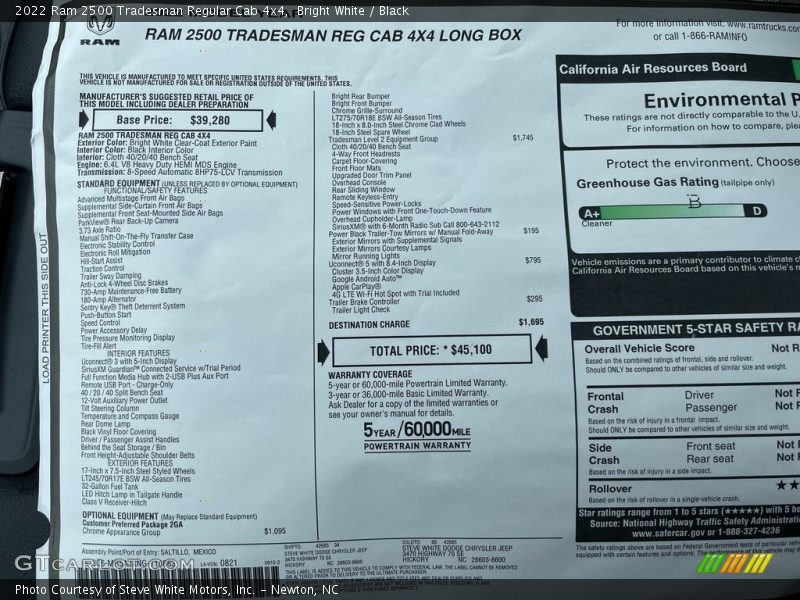 2022 Ram 2500 Tradesman Regular Cab 4x4, Bright White / Black
RAM
RAM 2500 TRADESMAN REG CAB 4X4 LONG BOX
For more information visit: www.ramtrucks.co
or call 1-866-RAMINFO
THIS VEHICLE IS MANUFACTURED TO MEET SPECIFIC UNITED STATES REQUIREMENTS. THIS
VEHICLE IS NOT MANUFACTURED FOR SALE OR REGISTRATION OUTSIDE OF THE UNITED STATES.
MANUFACTURER'S SUGGESTED RETAIL PRICE OF
THIS MODEL INCLUDING DEALER PREPARATION
Base Price: $39,280
RAM 2500 TRADESMAN REG CAB 4X4
Exterior Color: Bright White Clear-Coat Exterior Paint
Interior Color: Black Interior Color
Interior: Cloth 40/20/40 Bench Seat
Engine: 6.4L V8 Heavy Duty HEMI MDS Engine
Transmission: 8-Speed Automatic 8HP75-LCV Transmission
STANDARD EQUIPMENT (UNLESS REPLACED BY OPTIONAL EQUIPMENT)
FUNCTIONAL/SAFETY FEATURES
Advanced Multistage Front Air Bags
Supplemental Side-Curtain Front Air Bags
Supplemental Front Seat-Mounted Side Air Bags
ParkView® Rear Back-Up Camera
3.73 Axle Ratio
Manual Shift-On-The-Fly Transfer Case
Electronic Stability Control
Electronic Roll Mitigation
Hill-Start Assist
Traction Control
Trailer Sway Damping
Anti-Lock 4-Wheel Disc Brakes
730-Amp Maintenance-Free Battery
180-Amp Alternator
Sentry Key® Theft Deterrent System
Push-Button Start
Speed Control
Power Accessory Delay
Tire Pressure Monitoring Display
Tire-Fill Alert
INTERIOR FEATURES
Uconnect® 3 with 5-Inch Display
SiriusXM Guardian™ Connected Service w/Trial Period
Full Function Media Hub with 2-USB Plus Aux Port
Remote USB Port - Charge-Only
40 / 20 / 40 Split Bench Seat
12-Volt Auxiliary Power Outlet
Tilt Steering Column
Temperature and Compass Gauge
Rear Dome Lamp
Black Vinyl Floor Covering
Driver / Passenger Assist Handles
Behind the Seat Storage / Bin
Front Height-Adjustable Shoulder Belts
EXTERIOR FEATURES
17-Inch x 7.5-Inch Steel Styled Wheels
LT245/70R17E BSW All-Season Tires
32-Gallon Fuel Tank
LED Hitch Lamp in Tailgate Handle
Class V Receiver-Hitch
OPTIONAL EQUIPMENT (May Replace Standard Equipment)
Customer Preferred Package 2GA
Chrome Appearance Group $1,095
Bright Rear Bumper
Bright Front Bumper
Chrome Grille-Surround
LT275/70R18E BSW All-Season Tires
18-Inch x 8.0-Inch Steel Chrome Clad Wheels
18-Inch Steel Spare Wheel
Tradesman Level 2 Equipment Group $1,745
Cloth 40/20/40 Bench Seat
4-Way Front Headrests
Carpet Floor-Covering
Front Floor Mats
Upgraded Door Trim Panel
Overhead Console
Rear Sliding Window
Remote Keyless-Entry
Speed-Sensitive Power-Locks
Power Windows with Front One-Touch-Down Feature
Overhead Cupholder-Lamp
SiriusXM® with 6-Month Radio Sub Call 800-643-2112
Power Black Trailer-Tow Mirrors w/ Manual Fold-Away $195
Exterior Mirrors with Supplemental Signals
Exterior Mirrors Courtesy Lamps
Mirror Running Lights
Uconnect® 5 with 8.4-Inch Display $795
Cluster 3.5-Inch Color Display
Google Android Auto™
Apple CarPlay®
4G LTE Wi-Fi Hot Spot with Trial Included
Trailer Brake Controller $295
Trailer Light Check
DESTINATION CHARGE $1,695
TOTAL PRICE: * $45,100
WARRANTY COVERAGE
5-year or 60,000-mile Powertrain Limited Warranty.
3-year or 36,000-mile Basic Limited Warranty.
Ask Dealer for a copy of the limited warranties or
see your owner's manual for details.
5 YEAR / 60,000 MILE
POWERTRAIN WARRANTY
California Air Resources Board
Environmental P
These ratings are not directly comparable to the U.
For information on how to compare, plea
Protect the environment. Choose
Greenhouse Gas Rating (tailpipe only)
B
A+ D
Cleaner
Vehicle emissions are a primary contributor to climate c
California Air Resources Board based on this vehicle's m
GOVERNMENT 5-STAR SAFETY RA
Overall Vehicle Score Not R
Based on the combined ratings of frontal, side and rollover.
Should ONLY be compared to other vehicles of similar size and weight.
Frontal Driver Not R
Crash Passenger Not R
Based on the risk of injury in a frontal impact.
Should ONLY be compared to other vehicles of similar size and weight.
Side Front seat Not R
Crash Rear seat Not R
Based on the risk of injury in a side impact.
Rollover ★★
Based on the risk of rollover in a single-vehicle crash.
Star ratings range from 1 to 5 stars (★★★★★) with 5 be
Source: National Highway Traffic Safety Administratio
www.safercar.gov or 1-888-327-4236
LOAD PRINTER THIS SIDE OUT
Assembly Point/Port of Entry: SALTILLO, MEXICO
STEVE WHITE DODGE CHRYSLER JEEP
3470 HIGHWAY 70 SE
HICKORY NC 28603-8600
STEVE WHITE DODGE CHRYSLER JEEP
3470 HIGHWAY 70 SE
HICKORY NC 28603-8600
GTCARLOT.COM
Photo Courtesy of Steve White Motors, Inc. – Newton, NC